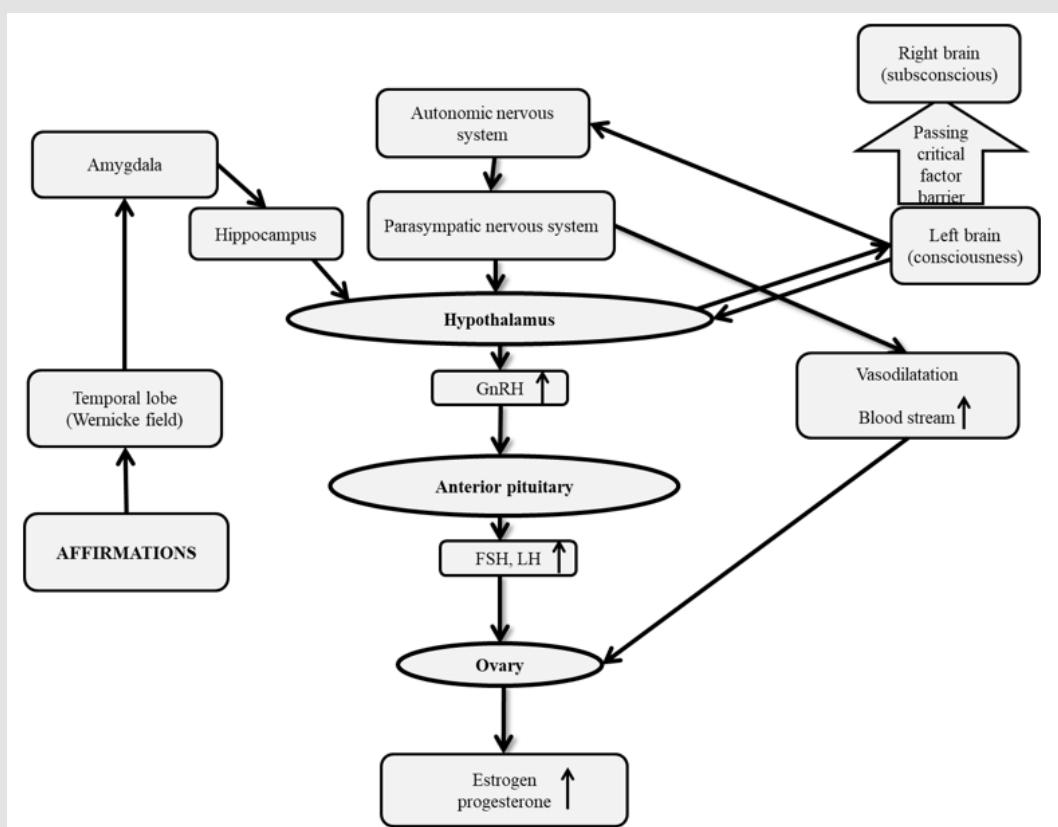 Right brain
(subsconscious)
Autonomic nervous
system
Passing
critical
factor
barrier
Amygdala
Hippocampus
Parasympatic nervous system
Left brain
(consciousness)
Hypothalamus
GnRH
Vasodilatation
Blood stream
Temporal lobe
(Wernicke field)
Anterior pituitary
AFFIRMATIONS
FSH, LH
Ovary
Estrogen
progesterone